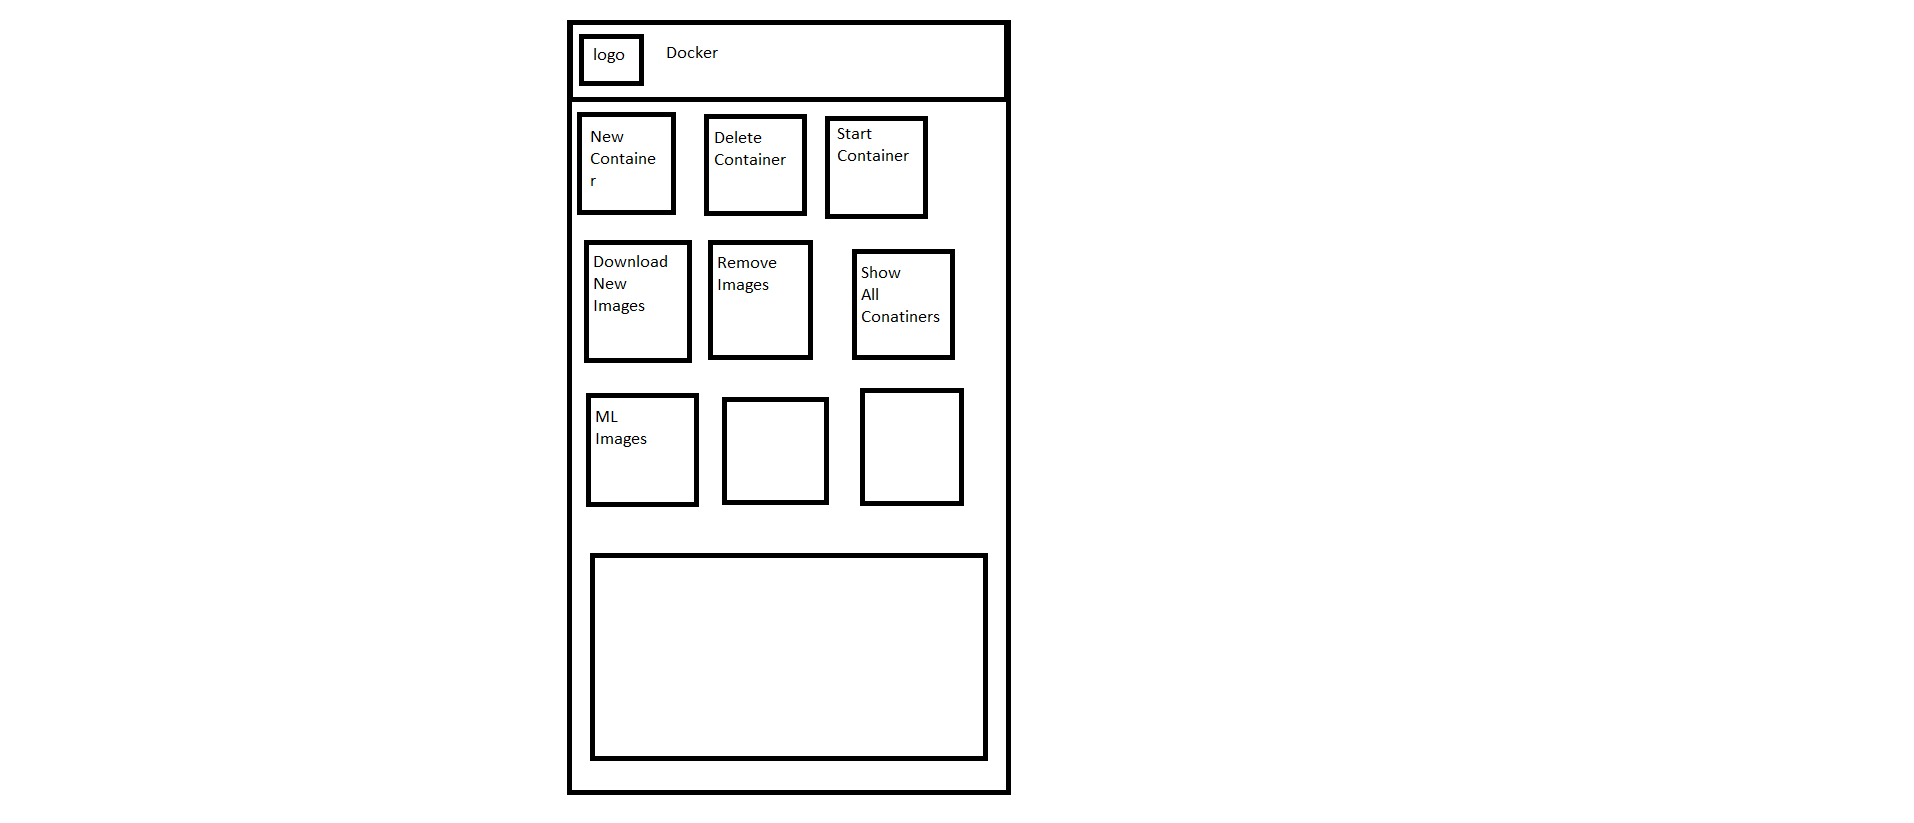 logo
Docker
New
Containe
r
Delete
Container
Start
Container
Download
New
Images
Remove
Images
Show
All
Conatiners
ML
Images